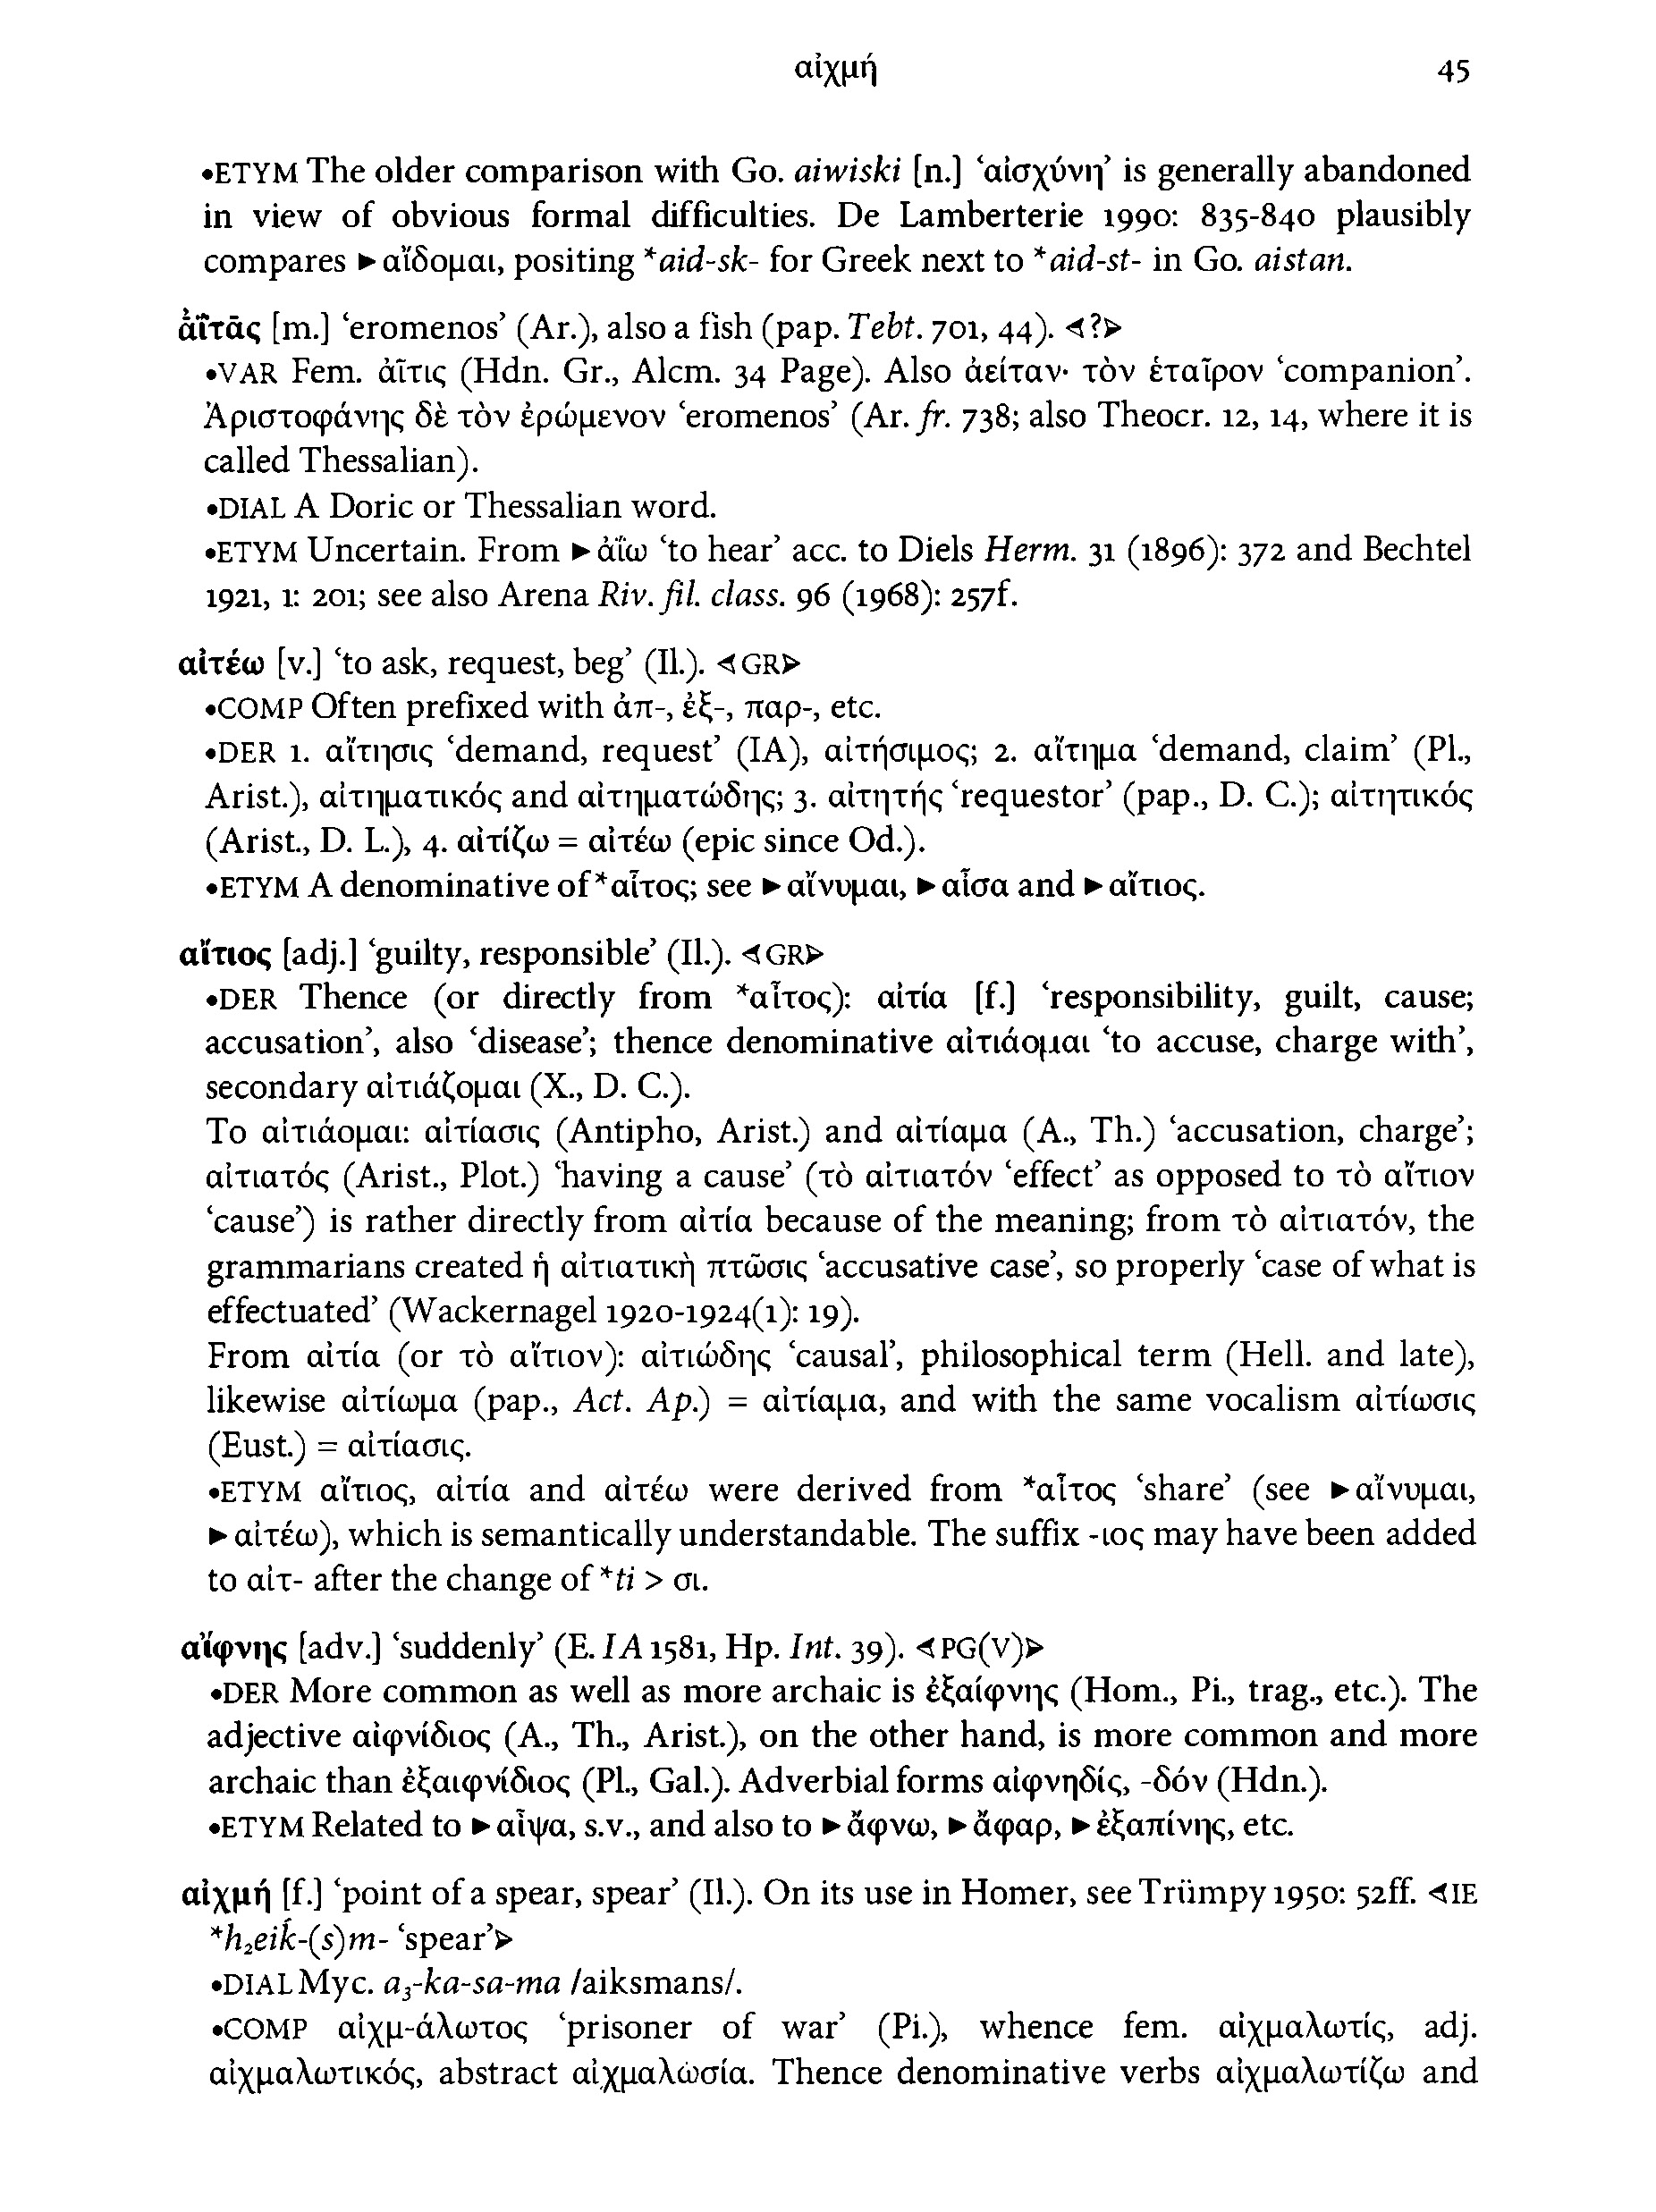 αἰχμή 45
•ETYM The older comparison with Go. aiwiski [n.] ‘αἰσχύνη’ is generally abandoned
in view of obvious formal difficulties. De Lamberterie 1990: 835-840 plausibly
compares ►αἴδομαι, positing *aid-sk- for Greek next to *aid-st- in Go. aistan.
ἀΐτᾱς [m.] ‘eromenos’ (Ar.), also a fish (pap. Tebt. 701, 44). ◄?►
•VAR Fem. ἀῖτις (Hdn. Gr., Alcm. 34 Page). Also ἀείταν· τὸν ἑταῖρον ‘companion’.
Ἀριστοφάνης δὲ τὸν ἐρώμενον ‘eromenos’ (Ar. fr. 738; also Theocr. 12, 14, where it is
called Thessalian).
•DIAL A Doric or Thessalian word.
•ETYM Uncertain. From ►ἀΐω ‘to hear’ acc. to Diels Herm. 31 (1896): 372 and Bechtel
1921, 1: 201; see also Arena Riv. fil. class. 96 (1968): 257f.
αἰτέω [v.] ‘to ask, request, beg’ (Il.). ◄GR►
•COMP Often prefixed with ἀπ-, ἐξ-, παρ-, etc.
•DER 1. αἴτησις ‘demand, request’ (IA), αἰτήσιμος; 2. αἴτημα ‘demand, claim’ (Pl.,
Arist.), αἰτηματικός and αἰτηματώδης; 3. αἰτητής ‘requestor’ (pap., D. C.); αἰτητικός
(Arist., D. L.), 4. αἰτίζω = αἰτέω (epic since Od.).
•ETYM A denominative of *αἶτος; see ►αἴνυμαι, ►αἶσα and ►αἴτιος.
αἴτιος [adj.] ‘guilty, responsible’ (Il.). ◄GR►
•DER Thence (or directly from *αἶτος): αἰτία [f.] ‘responsibility, guilt, cause;
accusation’, also ‘disease’; thence denominative αἰτιάομαι ‘to accuse, charge with’,
secondary αἰτιάζομαι (X., D. C.).
To αἰτιάομαι: αἰτίασις (Antipho, Arist.) and αἰτίαμα (A., Th.) ‘accusation, charge’;
αἰτιατός (Arist., Plot.) ‘having a cause’ (τὸ αἰτιατόν ‘effect’ as opposed to τὸ αἴτιον
‘cause’) is rather directly from αἰτία because of the meaning; from τὸ αἰτιατόν, the
grammarians created ἡ αἰτιατικὴ πτῶσις ‘accusative case’, so properly ‘case of what is
effectuated’ (Wackernagel 1920-1924(1): 19).
From αἰτία (or τὸ αἴτιον): αἰτιώδης ‘causal’, philosophical term (Hell. and late),
likewise αἰτίωμα (pap., Act. Ap.) = αἰτίαμα, and with the same vocalism αἰτίωσις
(Eust.) = αἰτίασις.
•ETYM αἴτιος, αἰτία and αἰτέω were derived from *αἶτος ‘share’ (see ►αἴνυμαι,
►αἰτέω), which is semantically understandable. The suffix -ιος may have been added
to αἰτ- after the change of *ti > σι.
αἴφνης [adv.] ‘suddenly’ (E. IA 1581, Hp. Int. 39). ◄PG(V)►
•DER More common as well as more archaic is ἐξαίφνης (Hom., Pi., trag., etc.). The
adjective αἰφνίδιος (A., Th., Arist.), on the other hand, is more common and more
archaic than ἐξαιφνίδιος (Pl., Gal.). Adverbial forms αἰφνηδίς, -δόν (Hdn.).
•ETYM Related to ►αἶψα, s.v., and also to ►ἄφνω, ►ἄφαρ, ►ἐξαπίνης, etc.
αἰχμή [f.] ‘point of a spear, spear’ (Il.). On its use in Homer, see Trümpy 1950: 52ff. ◄IE
*h₂eiḱ-(s)m- ‘spear’►
•DIAL Myc. a₃-ka-sa-ma /aiksmans/.
•COMP αἰχμ-άλωτος ‘prisoner of war’ (Pi.), whence fem. αἰχμαλωτίς, adj.
αἰχμαλωτικός, abstract αἰχμαλωσία. Thence denominative verbs αἰχμαλωτίζω and